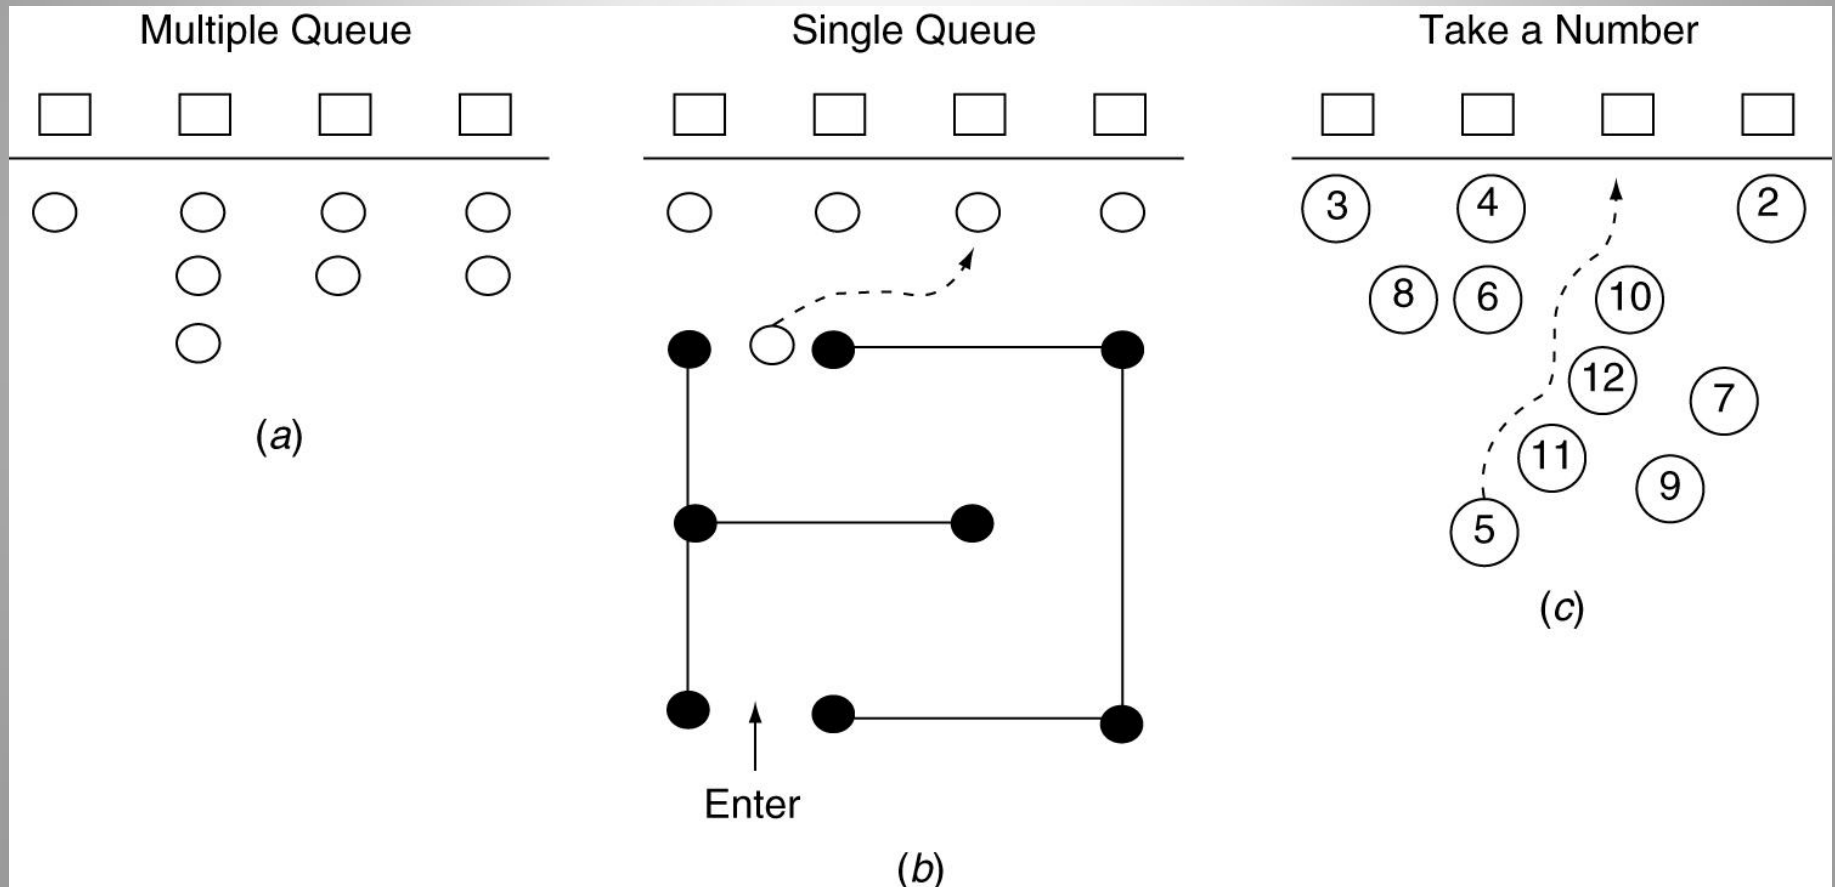 Multiple Queue
(a)
Single Queue
Enter
(b)
Take a Number
3 4 2
8 6 10
12
7
11
9
5
(c)